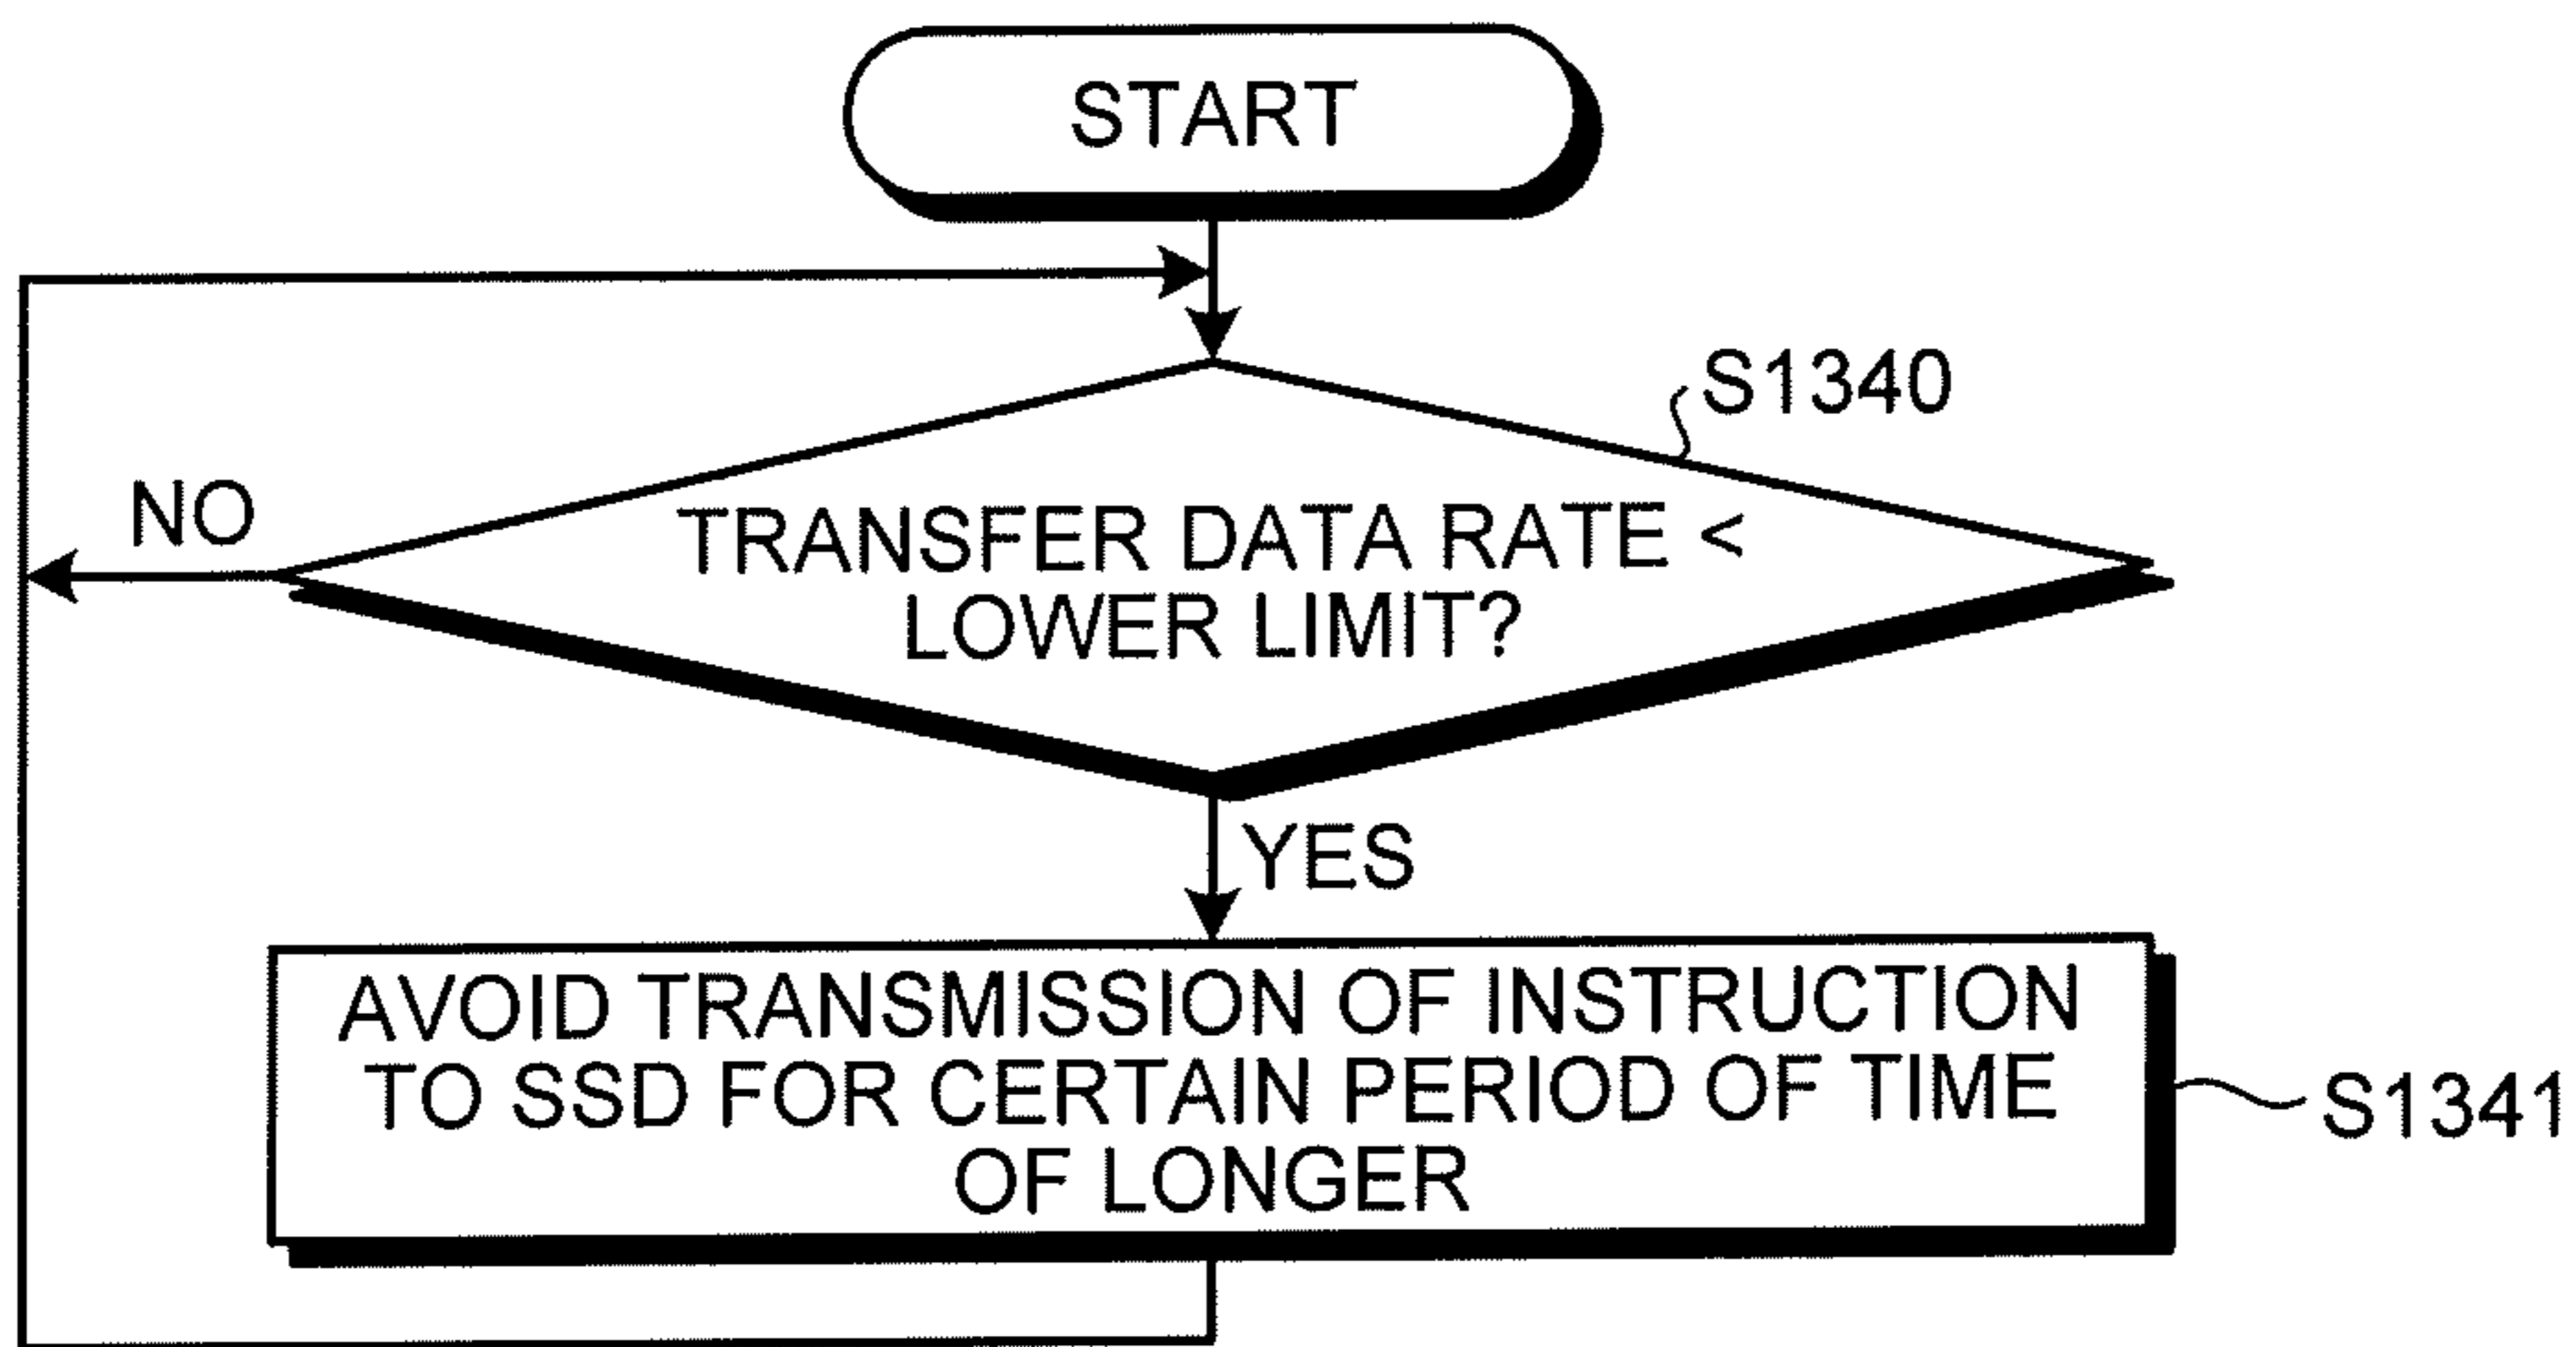 START
S1340
NO
TRANSFER DATA RATE <
LOWER LIMIT?
YES
AVOID TRANSMISSION OF INSTRUCTION
TO SSD FOR CERTAIN PERIOD OF TIME
OF LONGER
S1341